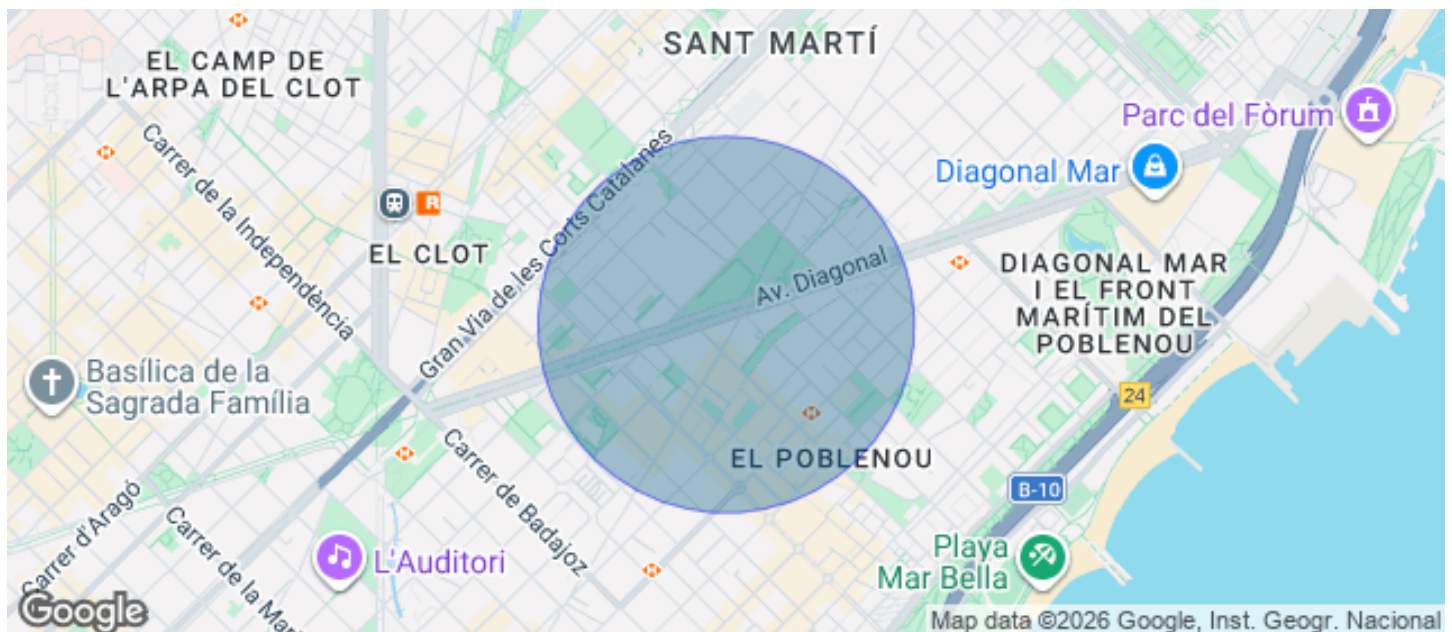 SANT MARTÍ
EL CAMP DE
L'ARPA DEL CLOT
Parc del Fòrum
Carrer de la Independència
Gran Via de les Corts Catalanes
Diagonal Mar
R
EL CLOT
Av. Diagonal
DIAGONAL MAR
I EL FRONT
MARÍTIM DEL
POBLENOU
Basílica de la
Sagrada Família
24
EL POBLENOU
Carrer de Badajoz
B-10
Carrer d'Aragó
Carrer de la Mari
L'Auditori
Playa
Mar Bella
Google
Map data ©2026 Google, Inst. Geogr. Nacional